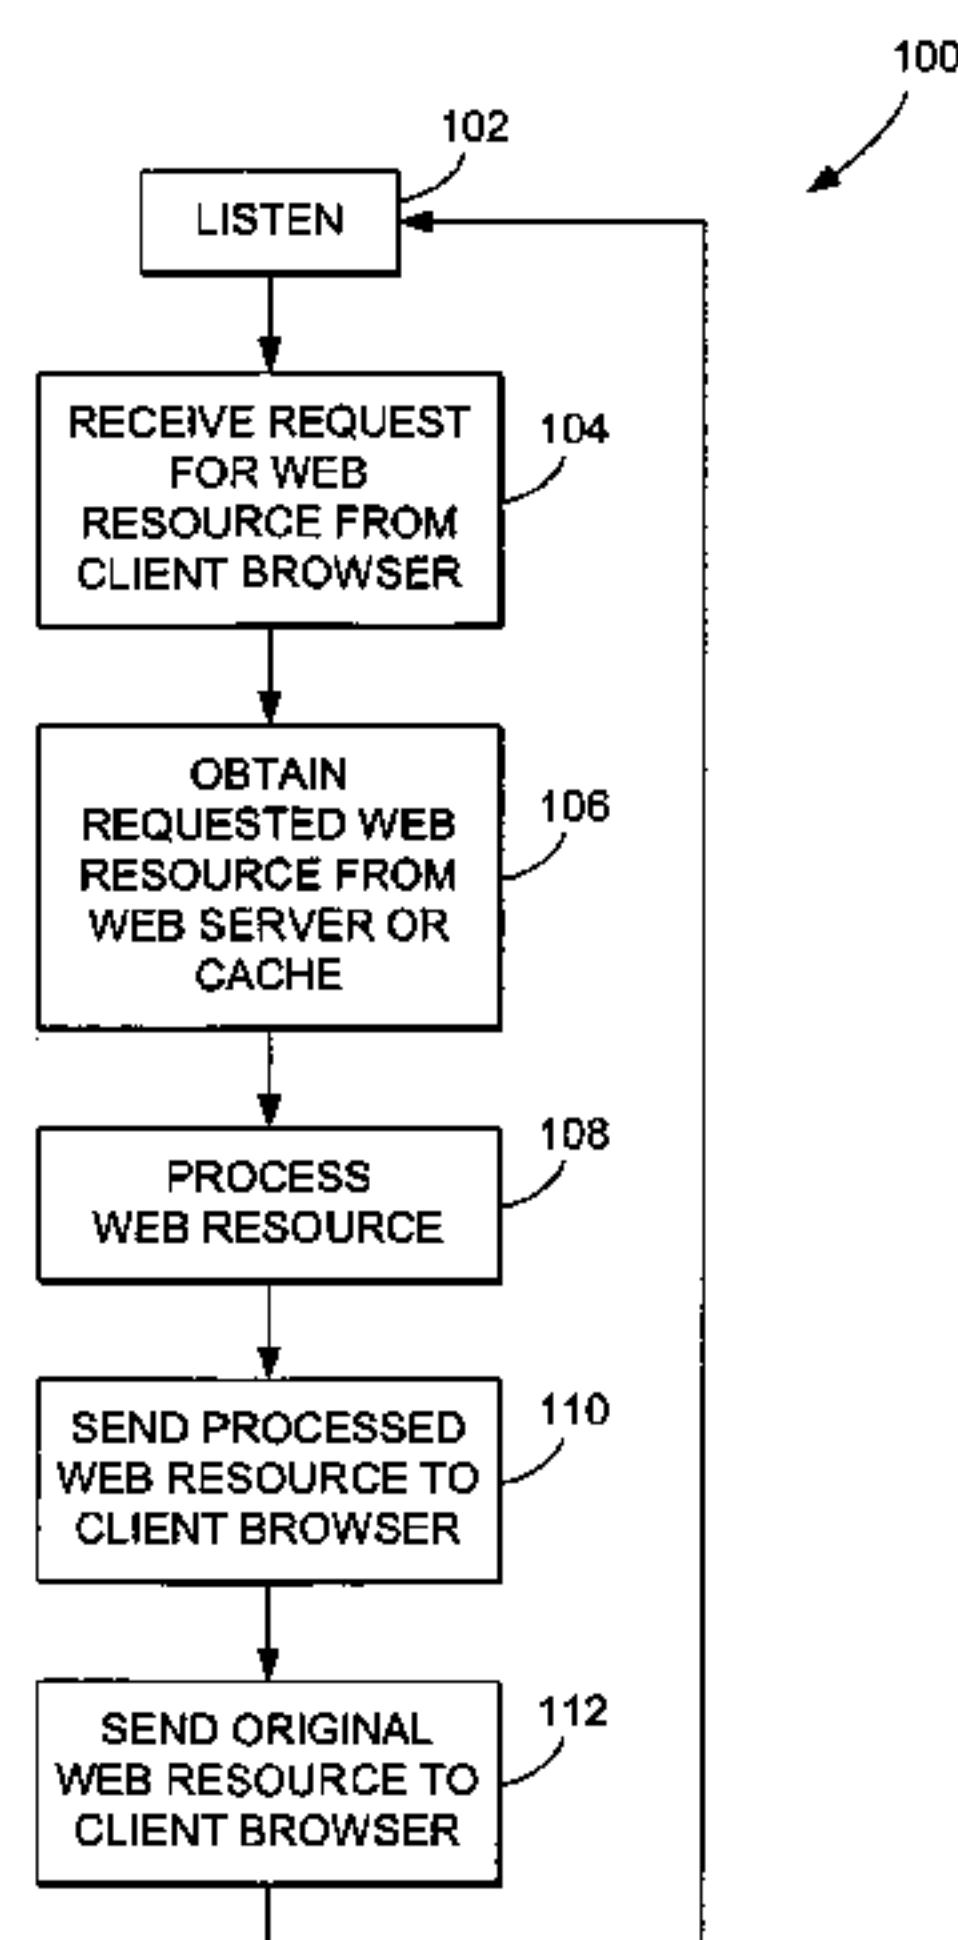 100
102
LISTEN
RECEIVE REQUEST
FOR WEB
RESOURCE FROM
CLIENT BROWSER
104
OBTAIN
REQUESTED WEB
RESOURCE FROM
WEB SERVER OR
CACHE
106
PROCESS
WEB RESOURCE
108
SEND PROCESSED
WEB RESOURCE TO
CLIENT BROWSER
110
SEND ORIGINAL
WEB RESOURCE TO
CLIENT BROWSER
112